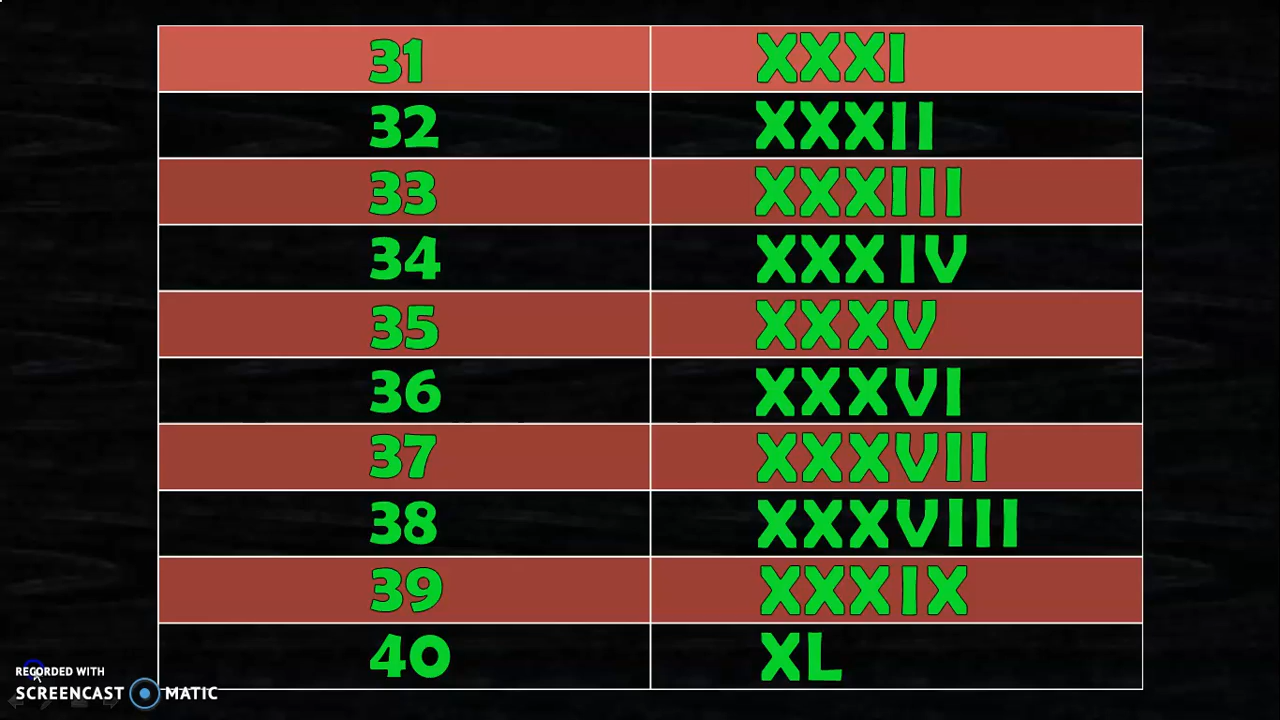 31 XXXI
32 XXXII
33 XXXIII
34 XXXIV
35 XXXV
36 XXXVI
37 XXXVII
38 XXXVIII
39 XXXIX
40 XL
RECORDED WITH
SCREENCAST MATIC